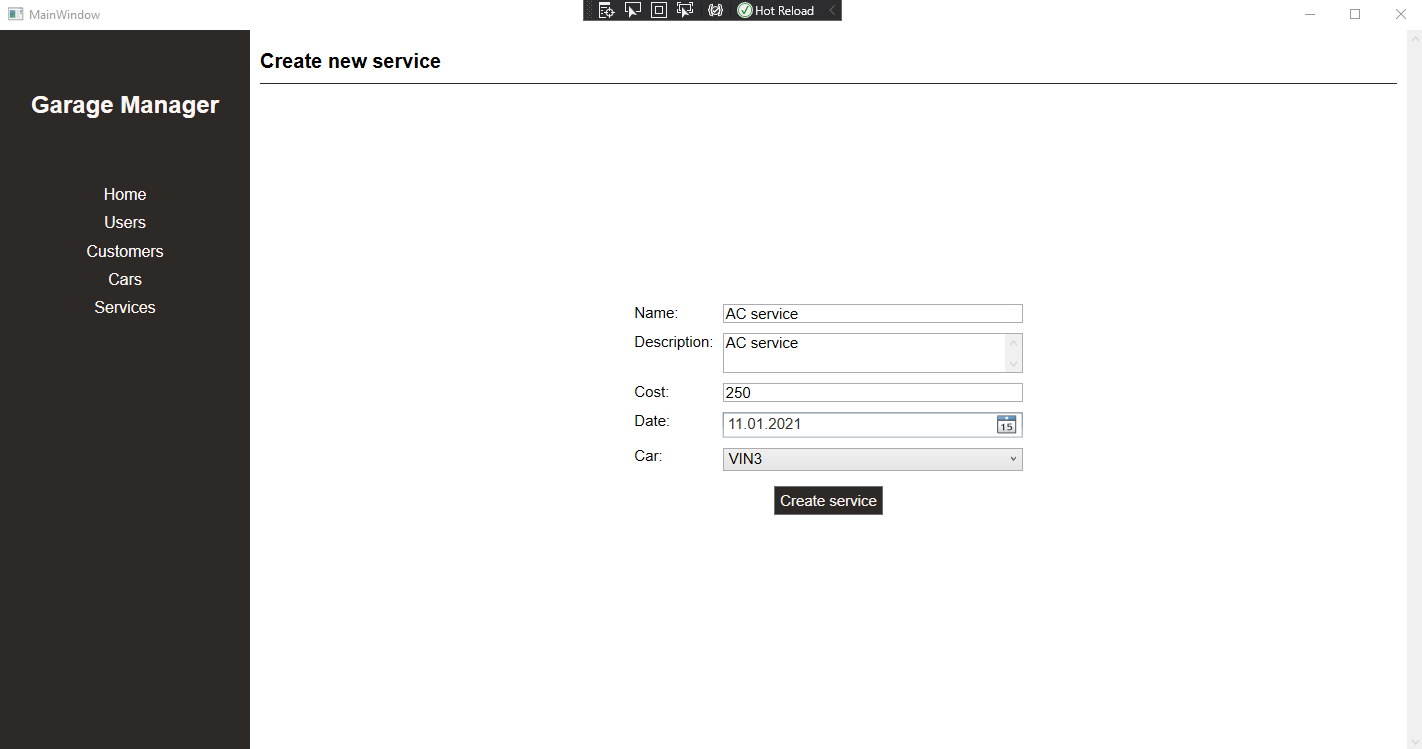 MainWindow
Hot Reload
Garage Manager
Home
Users
Customers
Cars
Services
Create new service
Name: AC service
Description: AC service
Cost: 250
Date: 11.01.2021 15
Car: VIN3
Create service